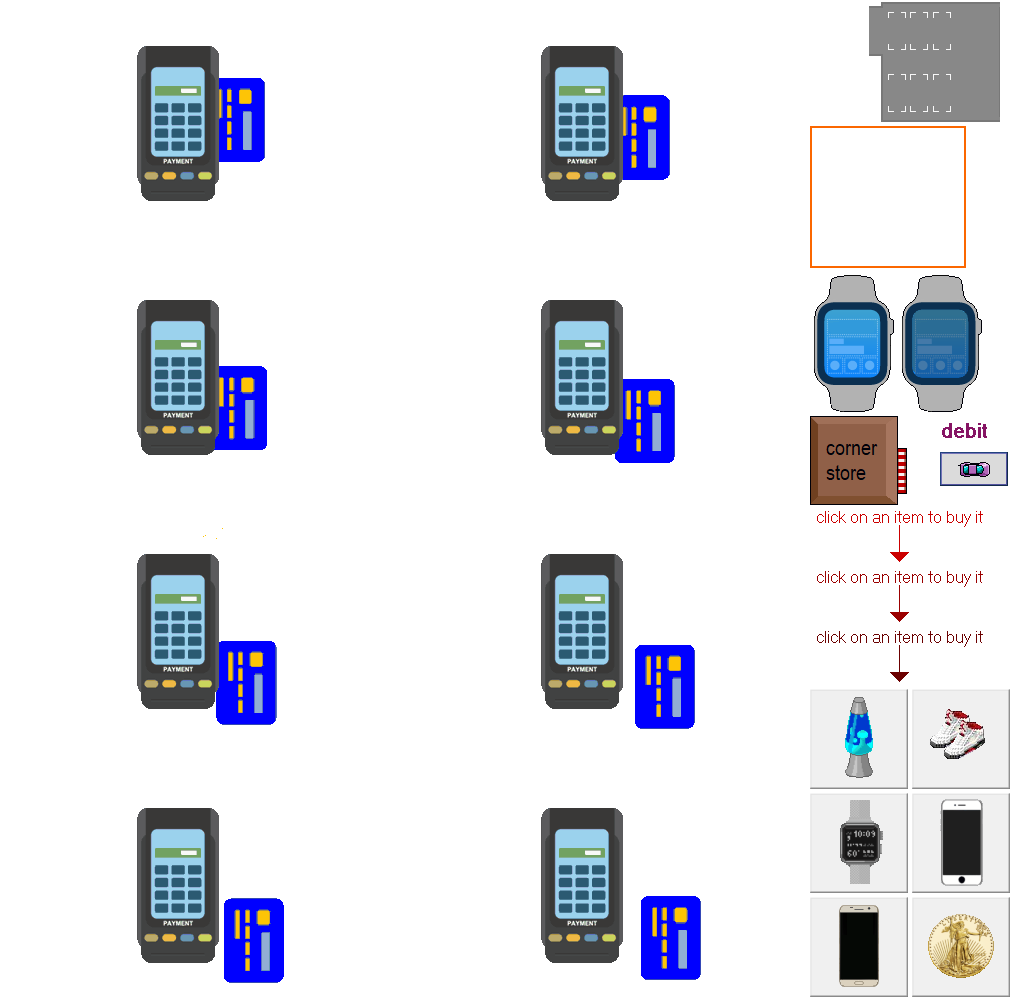 PAYMENT
PAYMENT
PAYMENT
PAYMENT
PAYMENT
PAYMENT
PAYMENT
PAYMENT
corner
store
debit
click on an item to buy it
click on an item to buy it
click on an item to buy it
10:09
60°